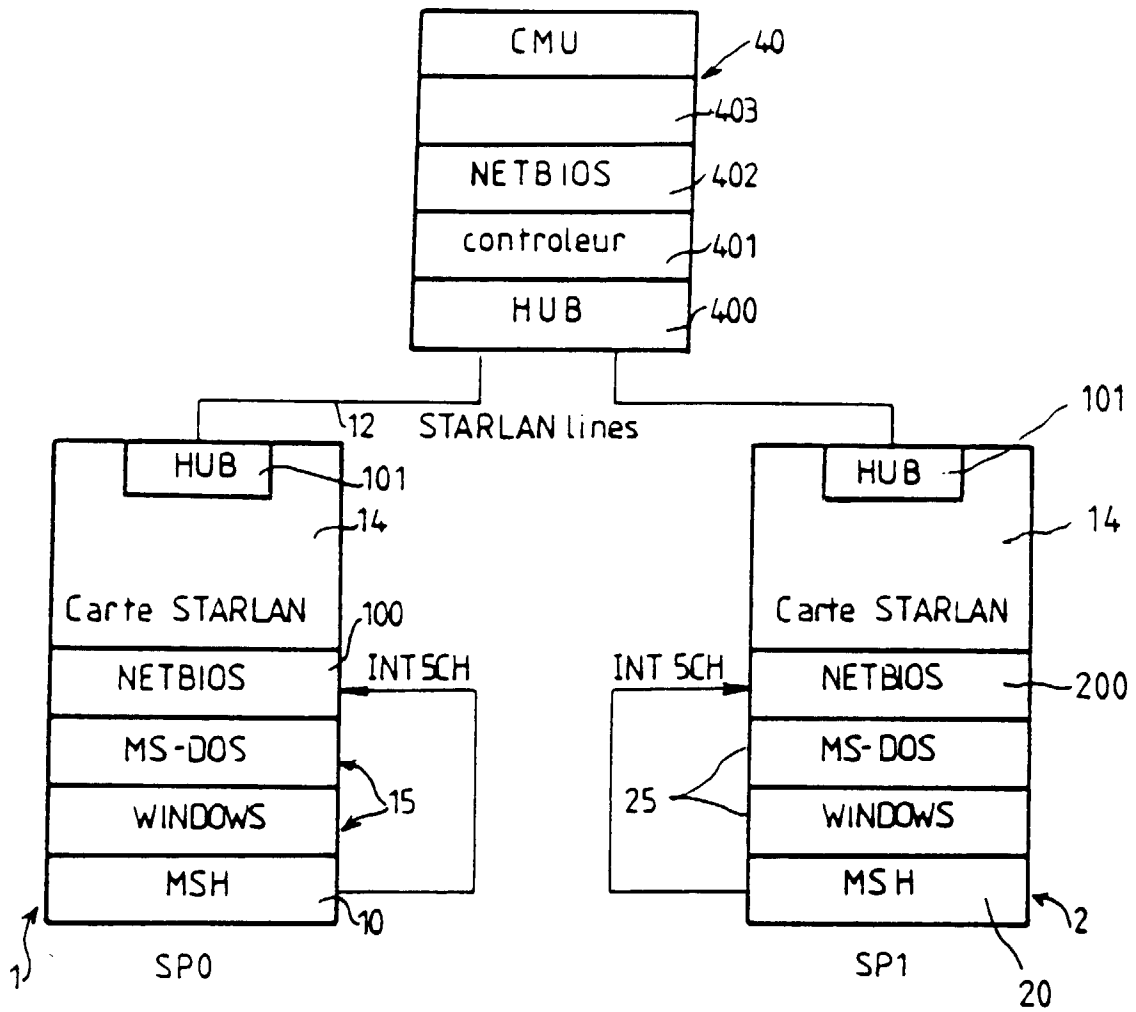 CMU
40
403
NETBIOS
402
controleur
401
HUB
400
12
STARLAN lines
101
HUB
101
HUB
14
14
Carte STARLAN
100
Carte STARLAN
NETBIOS
INT 5CH
INT 5CH
NETBIOS
200
MS-DOS
MS-DOS
15
25
WINDOWS
WINDOWS
MSH
10
MSH
1
SP0
2
SP1
20